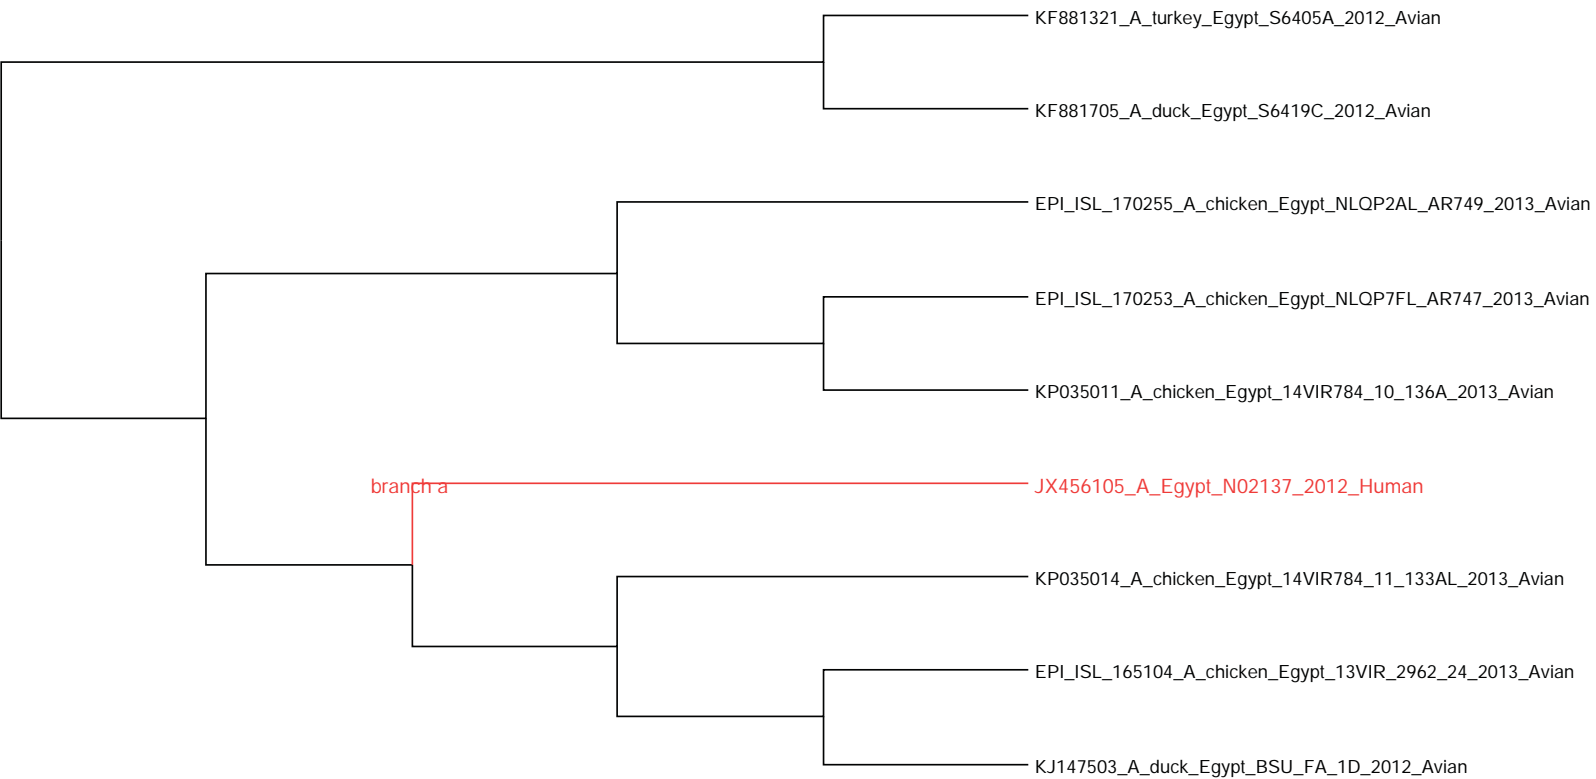 KF881321_A_turkey_Egypt_S6405A_2012_Avian
KF881705_A_duck_Egypt_S6419C_2012_Avian
EPI_ISL_170255_A_chicken_Egypt_NLQP2AL_AR749_2013_Avian
EPI_ISL_170253_A_chicken_Egypt_NLQP7FL_AR747_2013_Avian
KP035011_A_chicken_Egypt_14VIR784_10_136A_2013_Avian
branch a
JX456105_A_Egypt_N02137_2012_Human
KP035014_A_chicken_Egypt_14VIR784_11_133AL_2013_Avian
EPI_ISL_165104_A_chicken_Egypt_13VIR_2962_24_2013_Avian
KJ147503_A_duck_Egypt_BSU_FA_1D_2012_Avian